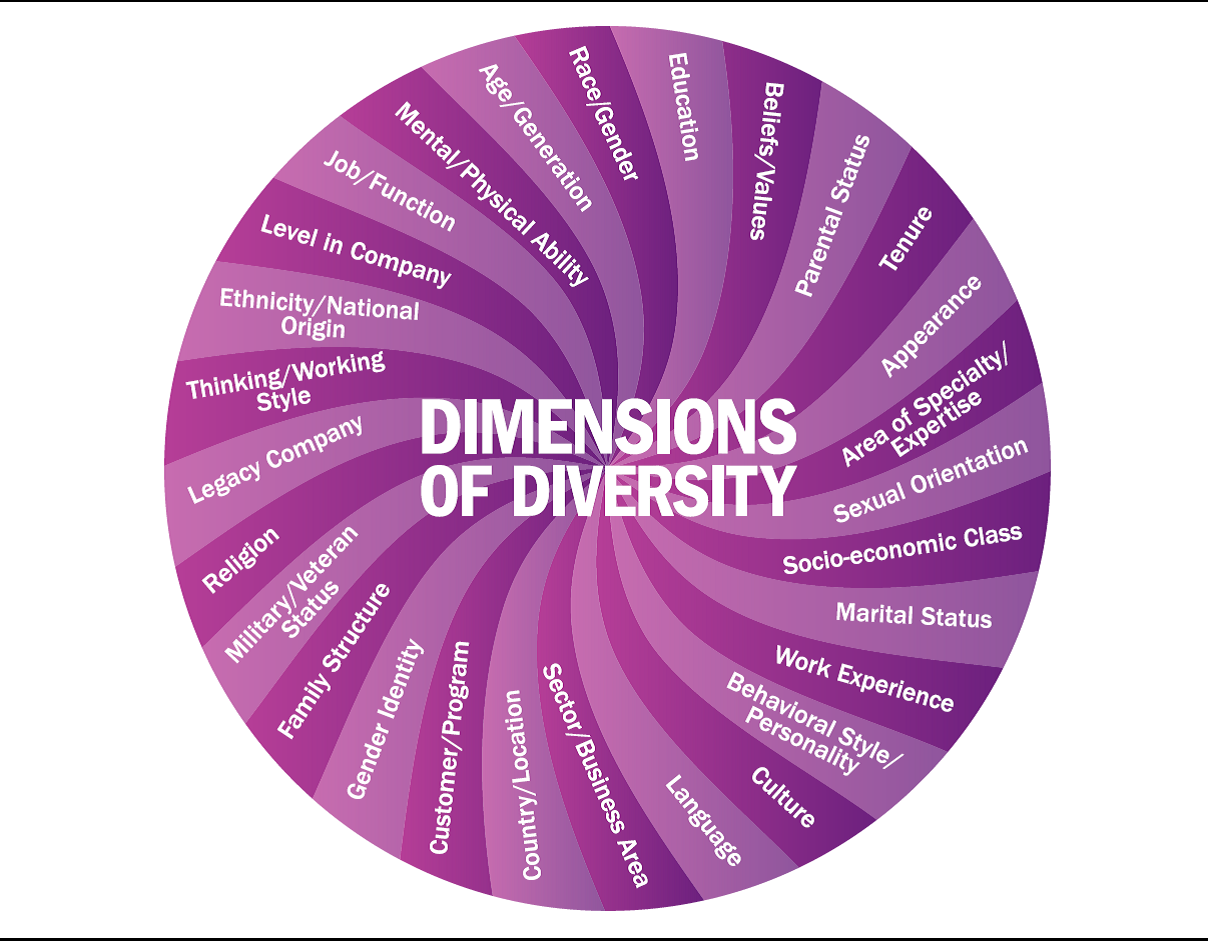 DIMENSIONS
OF DIVERSITY
Race/Gender
Education
Beliefs/Values
Parental Status
Tenure
Appearance
Area of Specialty/
Expertise
Sexual Orientation
Socio-economic Class
Marital Status
Work Experience
Behavioral Style/
Personality
Culture
Language
Sector/Business Area
Country/Location
Customer/Program
Gender Identity
Family Structure
Military/Veteran
Status
Religion
Legacy Company
Thinking/Working
Style
Ethnicity/National
Origin
Level in Company
Job/Function
Mental/Physical Ability
Age/Generation